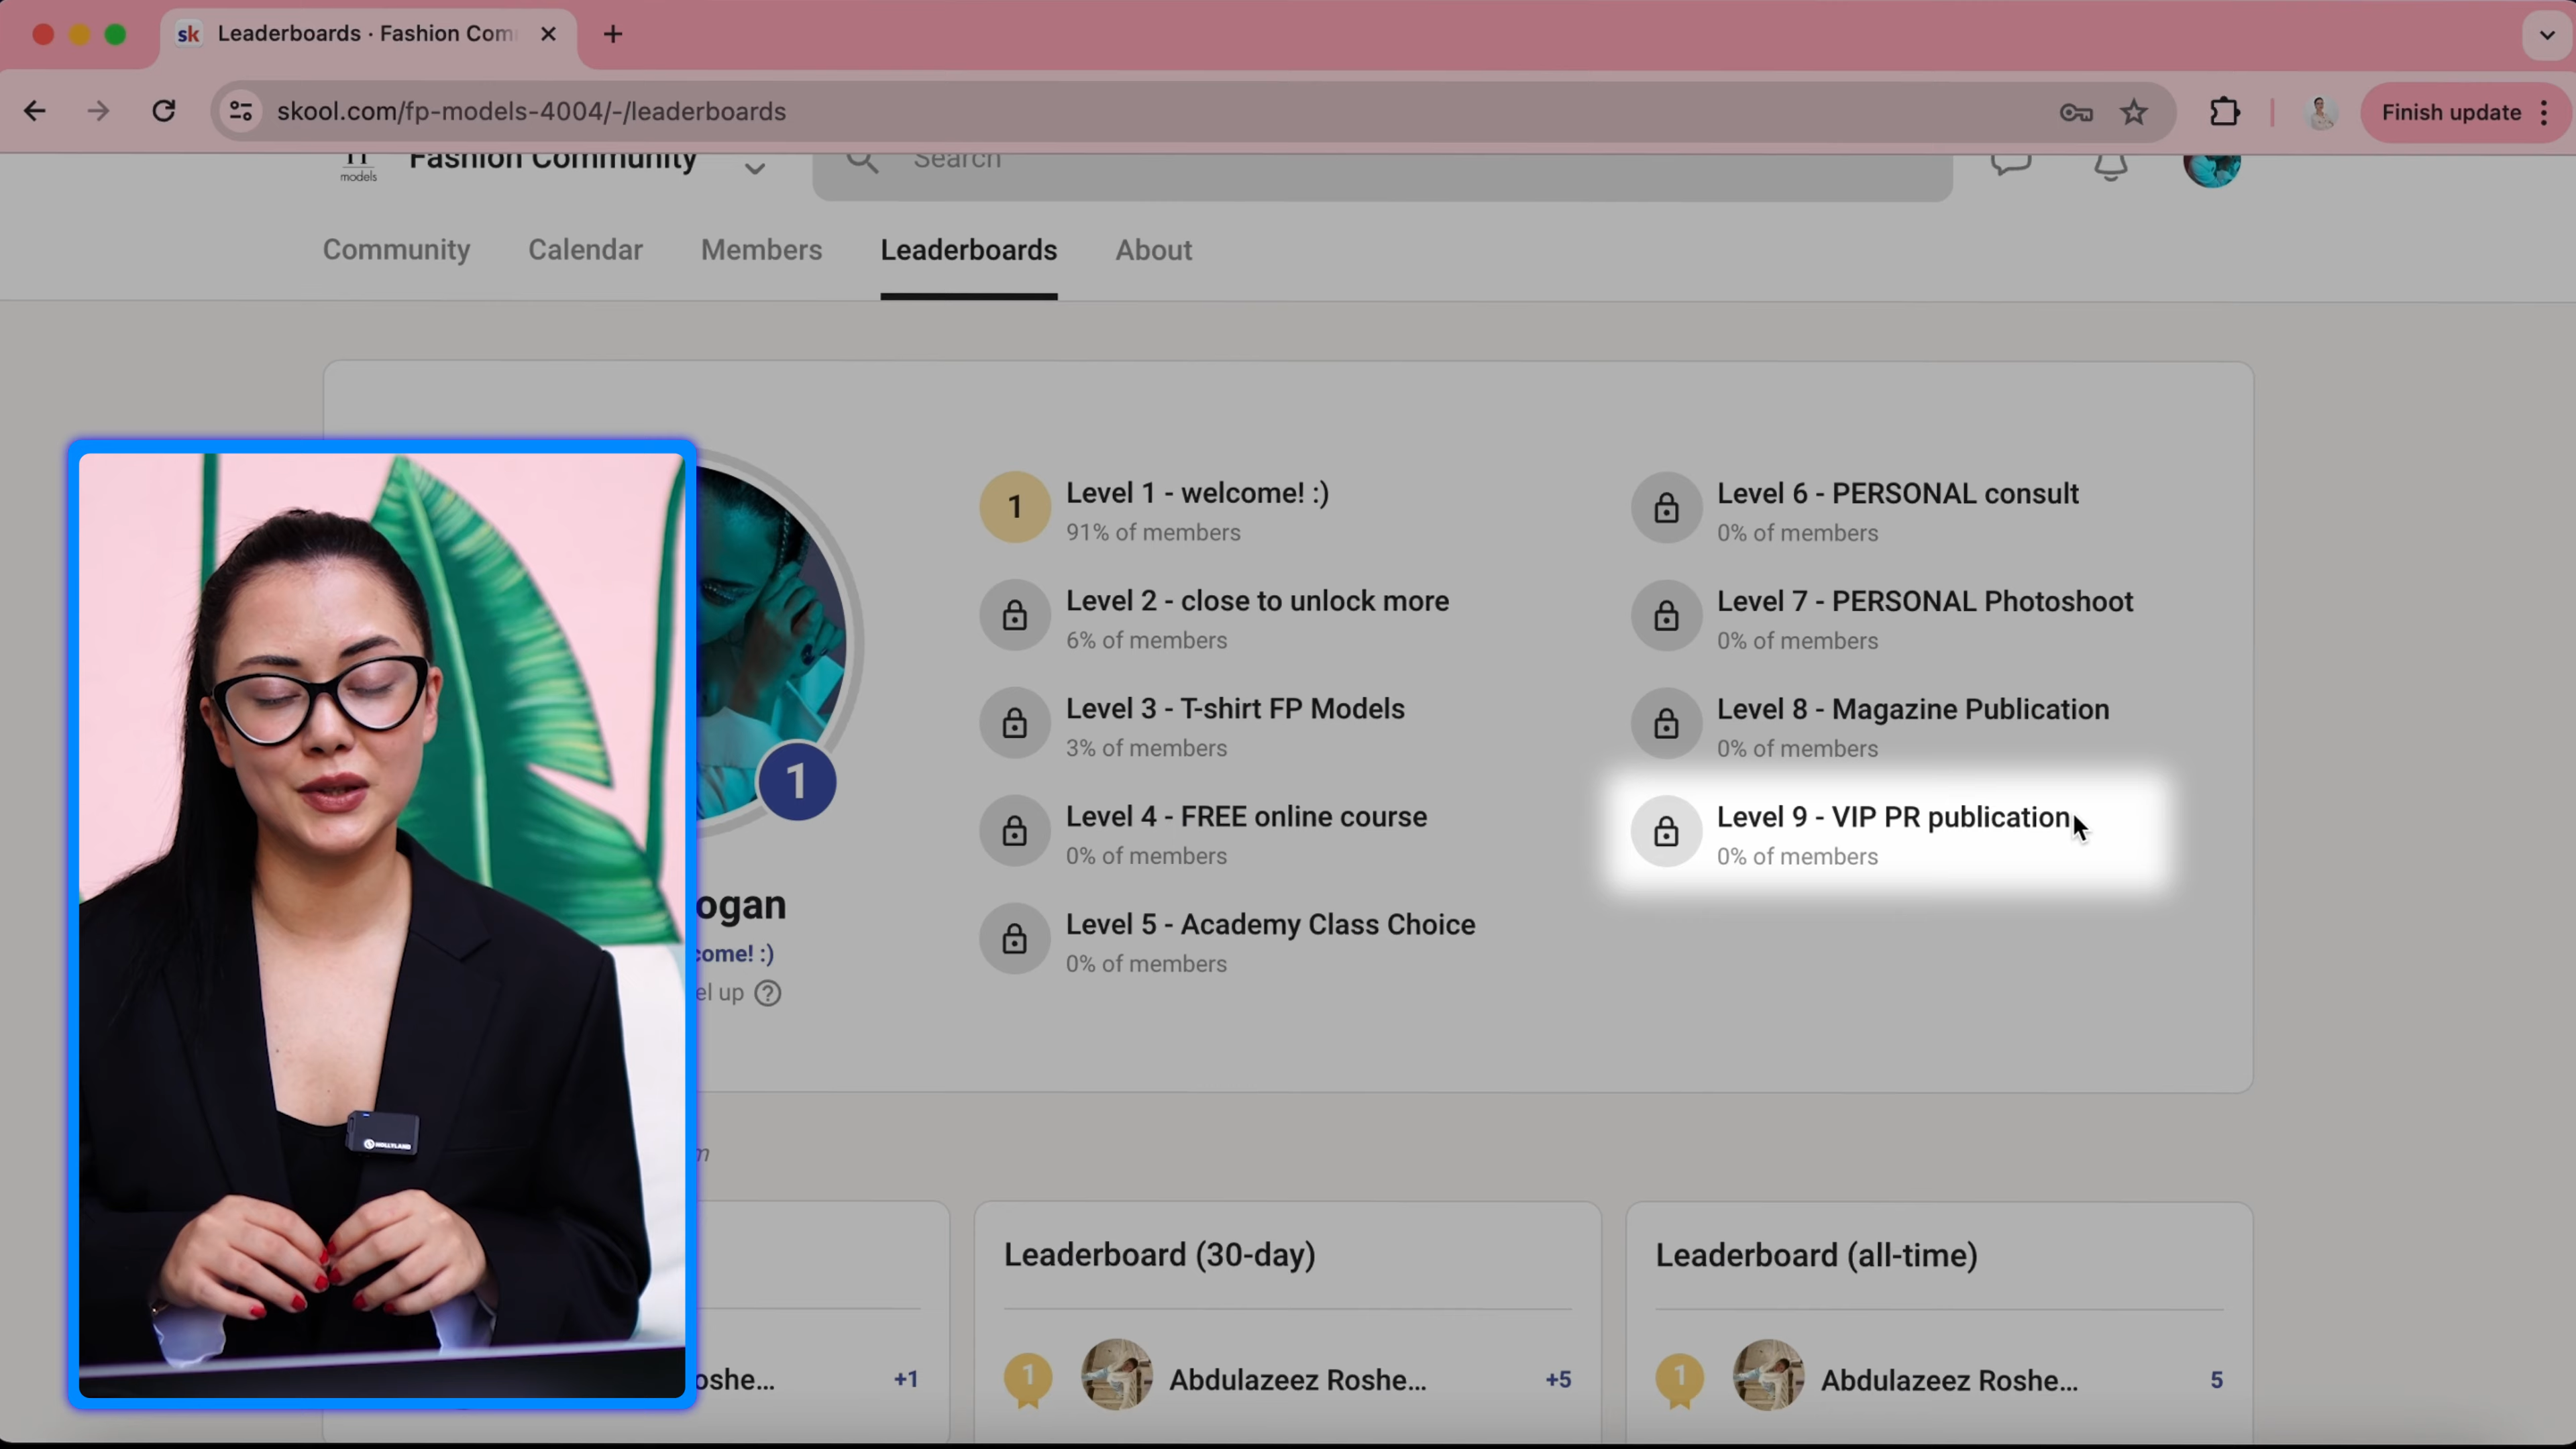 sk Leaderboards · Fashion Com
skool.com/fp-models-4004/-/leaderboards
Finish update
models
Fashion Community
Search
Community
Calendar
Members
Leaderboards
About
1
ogan
come! :)
el up
1
Level 1 - welcome! :)
91% of members
Level 2 - close to unlock more
6% of members
Level 3 - T-shirt FP Models
3% of members
Level 4 - FREE online course
0% of members
Level 5 - Academy Class Choice
0% of members
Level 6 - PERSONAL consult
0% of members
Level 7 - PERSONAL Photoshoot
0% of members
Level 8 - Magazine Publication
0% of members
Level 9 - VIP PR publication
0% of members
HOLLYLAND
m
oshe... +1
Leaderboard (30-day)
1 Abdulazeez Roshe... +5
Leaderboard (all-time)
1 Abdulazeez Roshe... 5